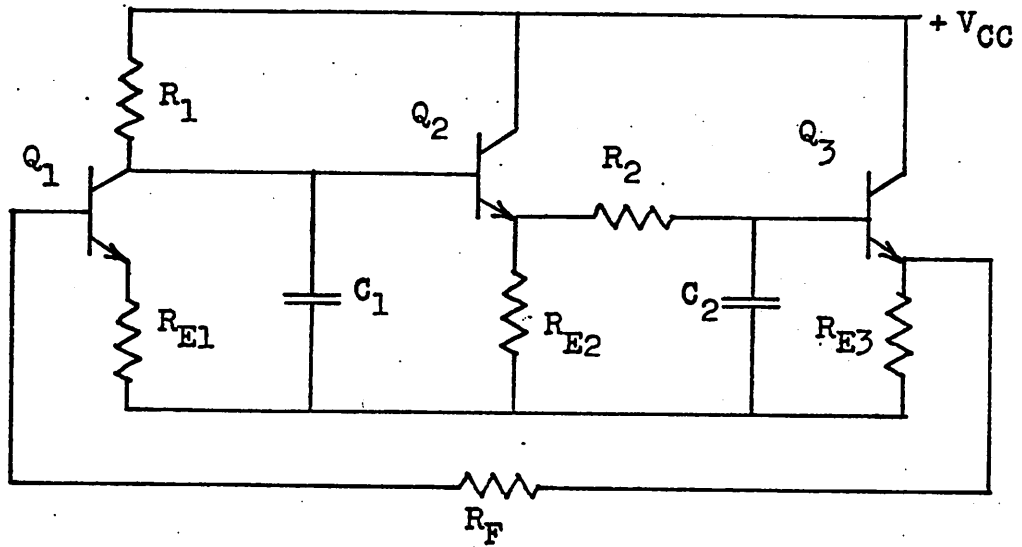 + V_CC
R_1
Q_2
Q_3
Q_1
R_2
C_1
C_2
R_E1
R_E2
R_E3
R_F